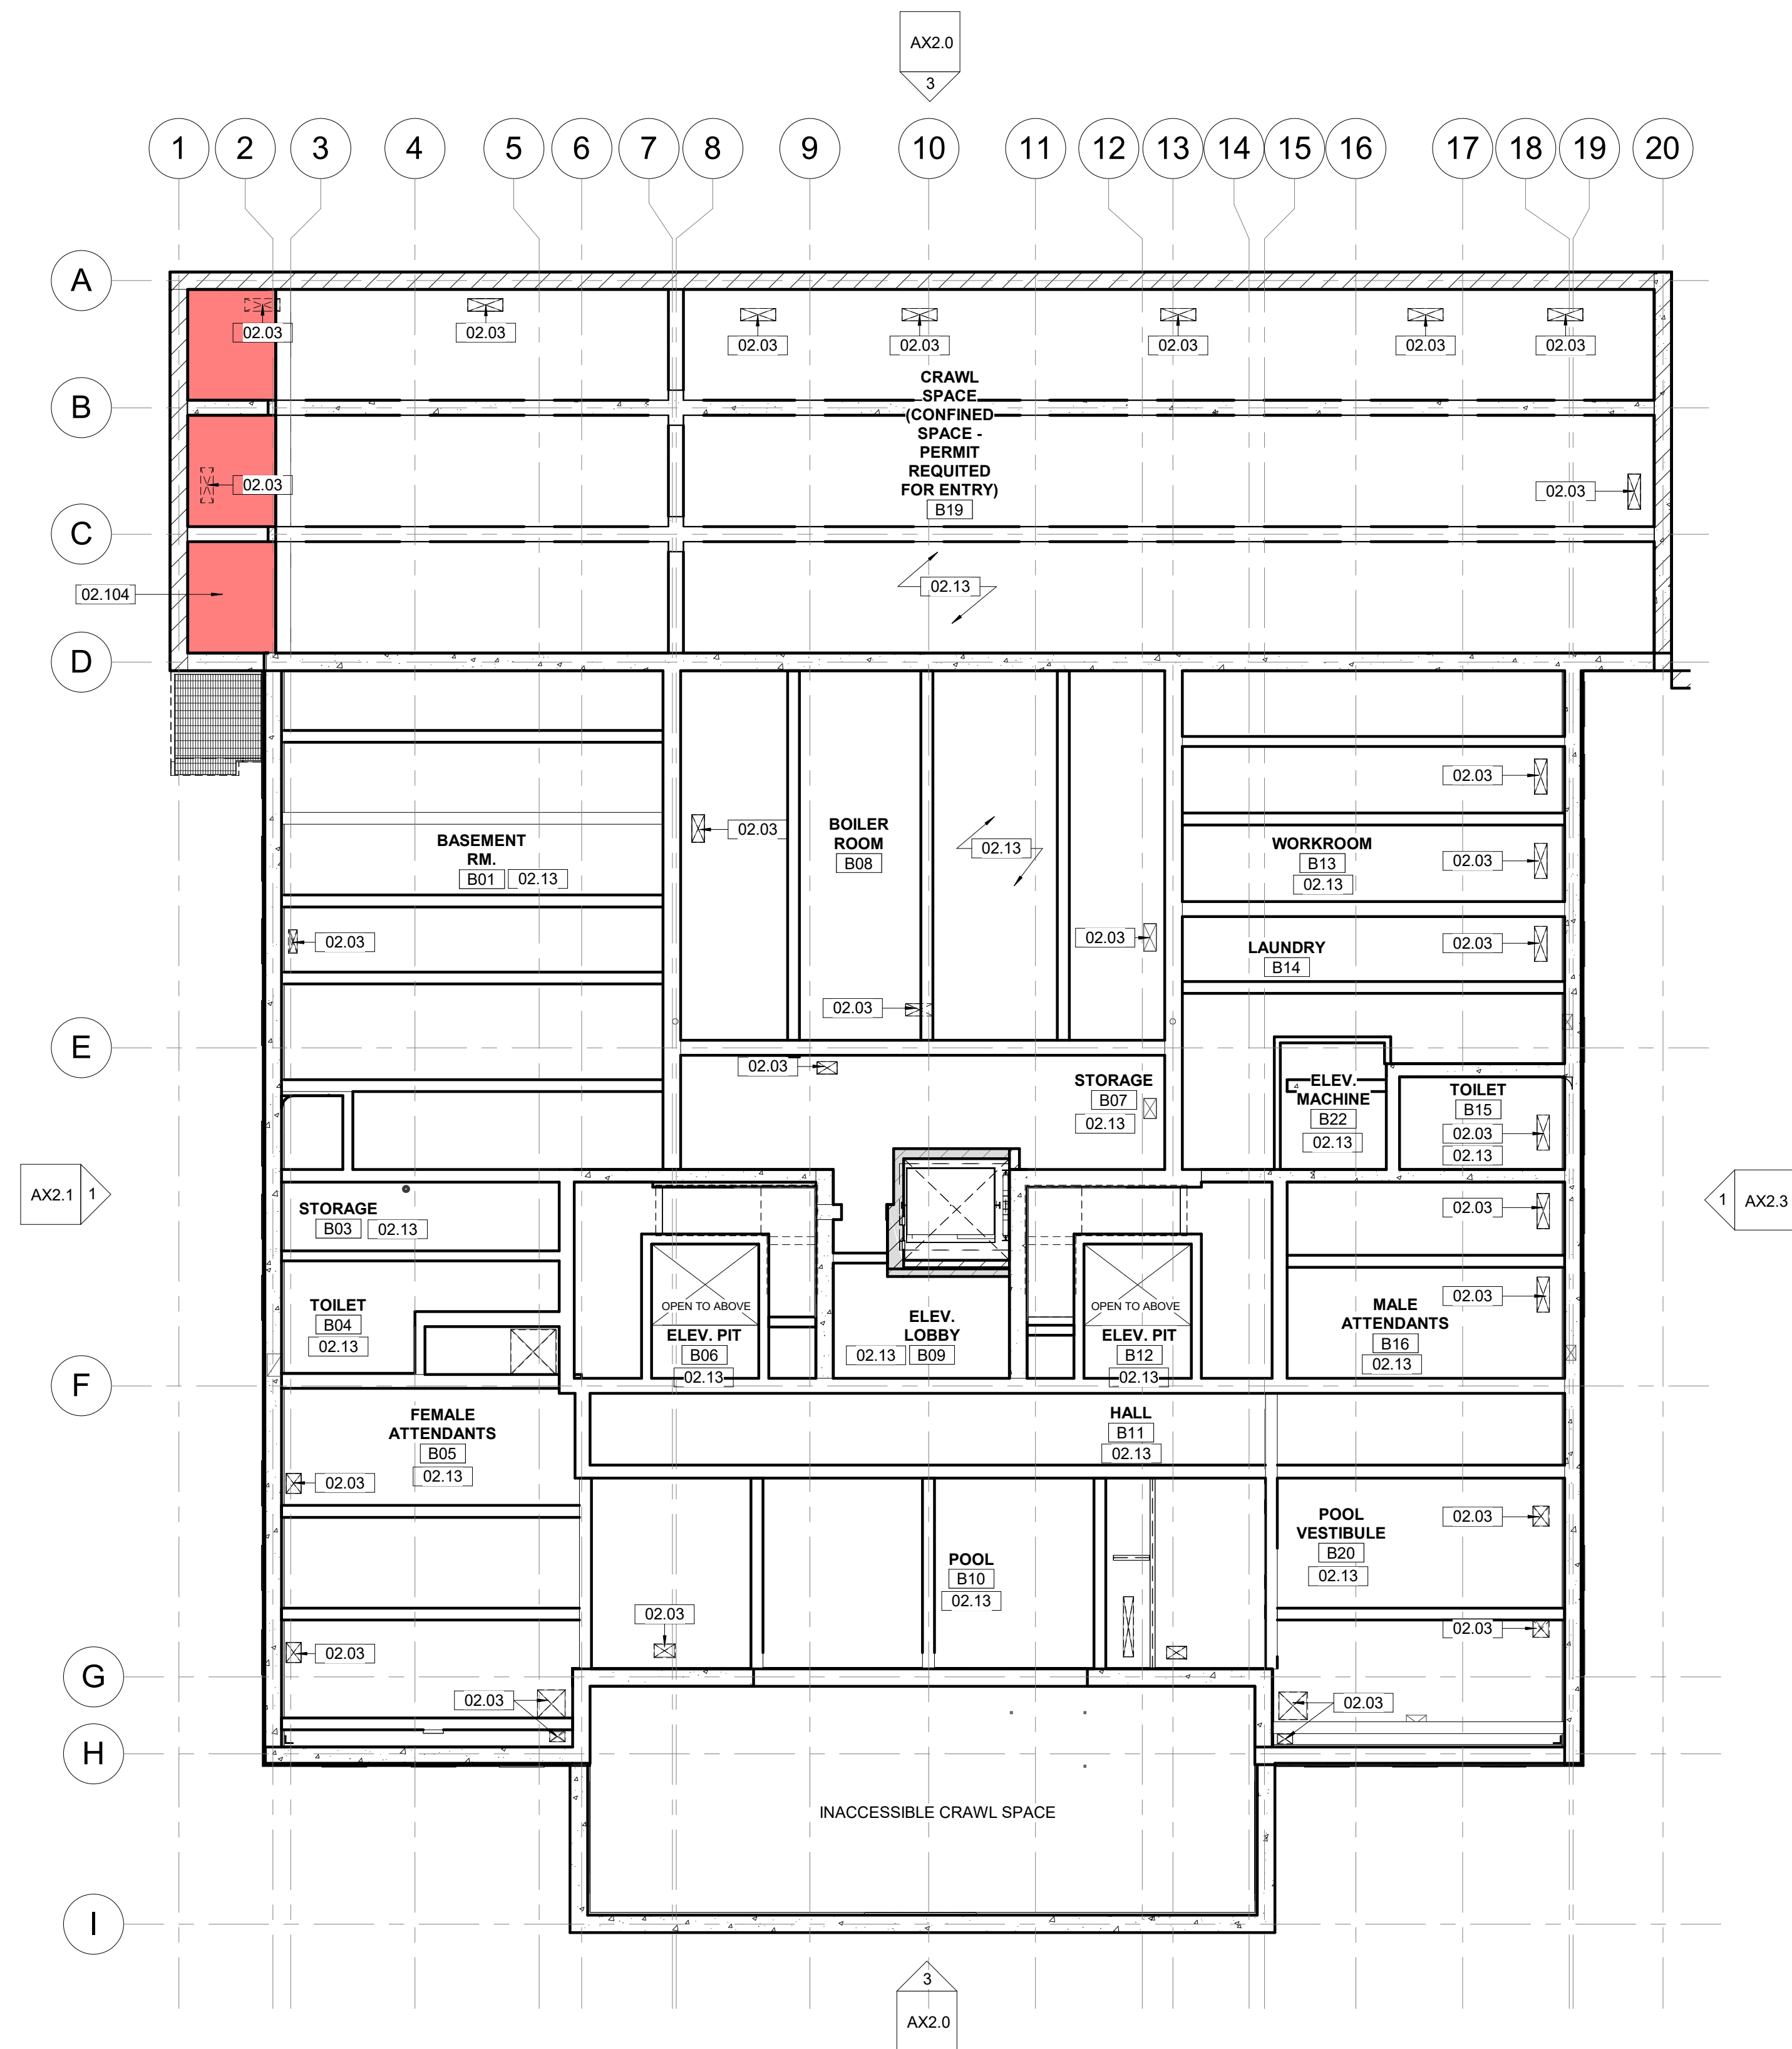 AX2.0
3
1 2 3 4 5 6 7 8 9 10 11 12 13 14 15 16 17 18 19 20
A
02.03 02.03 02.03 02.03 02.03 02.03 02.03
CRAWL
SPACE
(CONFINED
SPACE -
PERMIT
REQUITED
FOR ENTRY)
B19
B
02.03
02.03
C
02.104
02.13
D
BASEMENT
RM.
B01 02.13
02.03
BOILER
ROOM
B08
02.13
02.03
02.03
02.03
WORKROOM
B13
02.13
02.03
02.03
LAUNDRY
B14
02.03
E
02.03
STORAGE
B07
02.13
ELEV.
MACHINE
B22
02.13
TOILET
B15
02.03
02.13
AX2.1 1
1 AX2.3
STORAGE
B03 02.13
02.03
TOILET
B04
02.13
OPEN TO ABOVE
ELEV. PIT
B06
02.13
ELEV.
LOBBY
02.13 B09
OPEN TO ABOVE
ELEV. PIT
B12
02.13
02.03
MALE
ATTENDANTS
B16
02.13
F
FEMALE
ATTENDANTS
B05
02.13
02.03
HALL
B11
02.13
POOL
VESTIBULE
B20
02.13
02.03
POOL
B10
02.13
02.03
02.03
02.03
G
02.03
02.03
H
INACCESSIBLE CRAWL SPACE
I
3
AX2.0